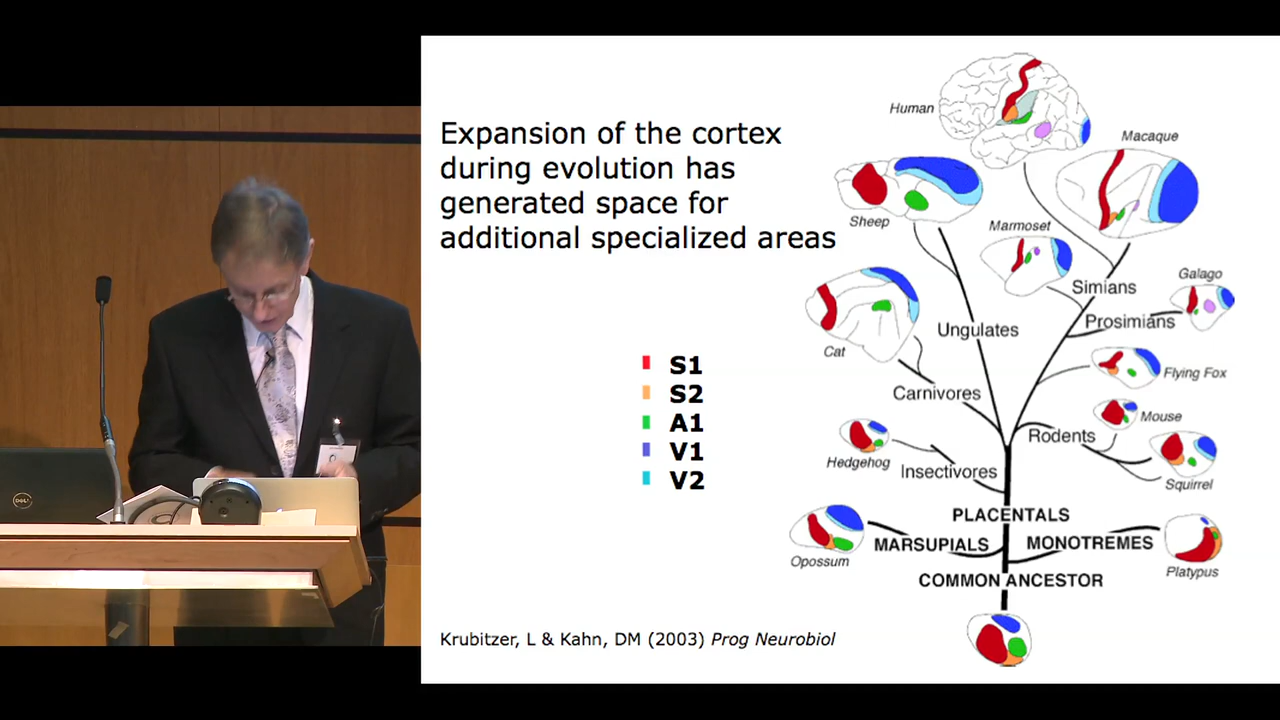 Expansion of the cortex
during evolution has
generated space for
additional specialized areas
S1
S2
A1
V1
V2
Human
Macaque
Sheep
Marmoset
Galago
Simians
Prosimians
Ungulates
Cat
Flying Fox
Carnivores
Mouse
Rodents
Hedgehog
Insectivores
Squirrel
PLACENTALS
MARSUPIALS
MONOTREMES
Opossum
Platypus
COMMON ANCESTOR
Krubitzer, L & Kahn, DM (2003) Prog Neurobiol
DELL